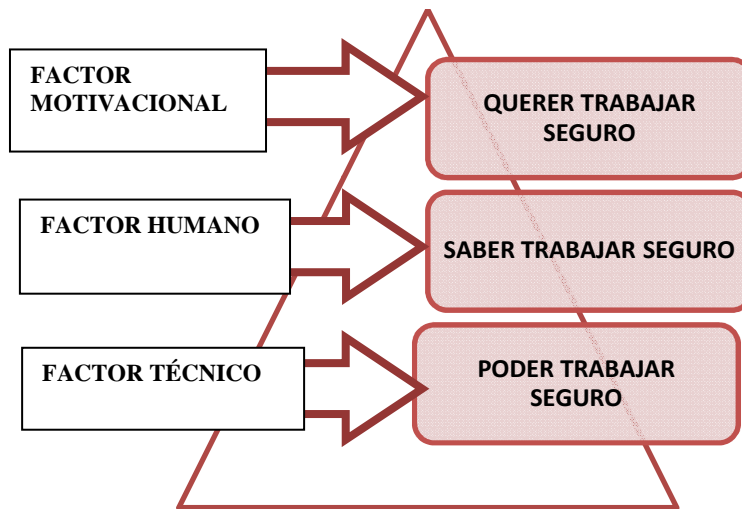 FACTOR
MOTIVACIONAL
QUERER TRABAJAR
SEGURO
FACTOR HUMANO
SABER TRABAJAR SEGURO
FACTOR TÉCNICO
PODER TRABAJAR
SEGURO